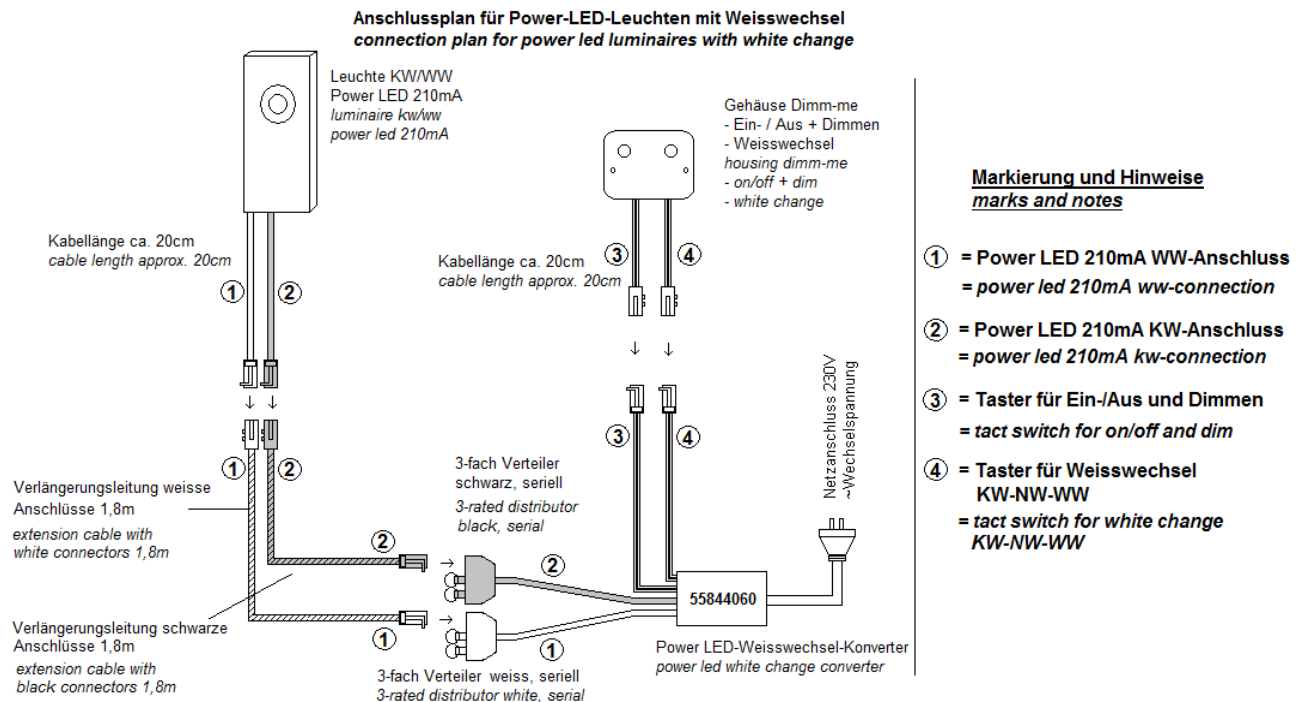 Anschlussplan für Power-LED-Leuchten mit Weisswechsel
connection plan for power led luminaires with white change
Leuchte KW/WW
Power LED 210mA
luminaire kw/ww
power led 210mA
Gehäuse Dimm-me
- Ein- / Aus + Dimmen
- Weisswechsel
housing dimm-me
- on/off + dim
- white change
Kabellänge ca. 20cm
cable length approx. 20cm
1
2
Kabellänge ca. 20cm
cable length approx. 20cm
3
4
3
4
1
2
Verlängerungsleitung weisse
Anschlüsse 1,8m
extension cable with
white connectors 1,8m
3-fach Verteiler
schwarz, seriell
3-rated distributor
black, serial
Netzanschluss 230V
~Wechselspannung
2
2
55844060
Verlängerungsleitung schwarze
Anschlüsse 1,8m
extension cable with
black connectors 1,8m
1
1
3-fach Verteiler weiss, seriell
3-rated distributor white, serial
Power LED-Weisswechsel-Konverter
power led white change converter
Markierung und Hinweise
marks and notes
1 = Power LED 210mA WW-Anschluss
= power led 210mA ww-connection
2 = Power LED 210mA KW-Anschluss
= power led 210mA kw-connection
3 = Taster für Ein-/Aus und Dimmen
= tact switch for on/off and dim
4 = Taster für Weisswechsel
KW-NW-WW
= tact switch for white change
KW-NW-WW